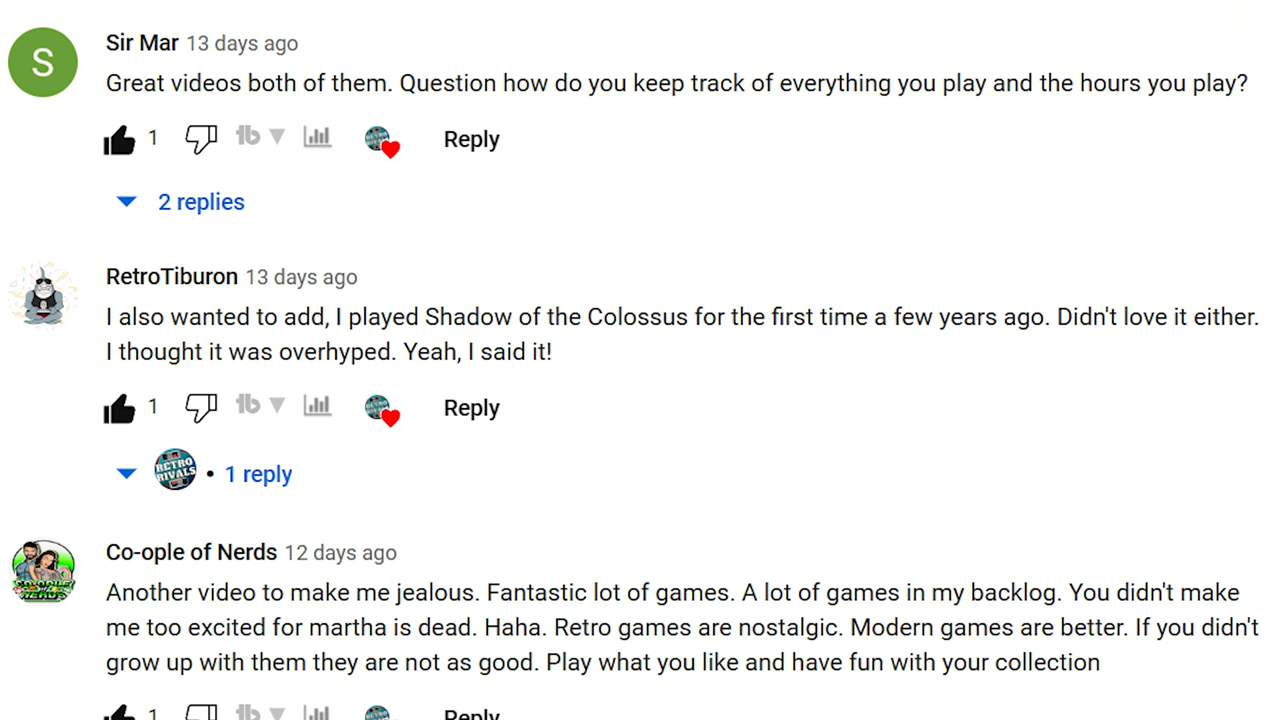 S
Sir Mar 13 days ago
Great videos both of them. Question how do you keep track of everything you play and the hours you play?
1 Reply
2 replies
RetroTiburon 13 days ago
I also wanted to add, I played Shadow of the Colossus for the first time a few years ago. Didn't love it either.
I thought it was overhyped. Yeah, I said it!
1 Reply
RETRO
RIVALS
• 1 reply
Co-ople of Nerds 12 days ago
Another video to make me jealous. Fantastic lot of games. A lot of games in my backlog. You didn't make
me too excited for martha is dead. Haha. Retro games are nostalgic. Modern games are better. If you didn't
grow up with them they are not as good. Play what you like and have fun with your collection
1 Reply